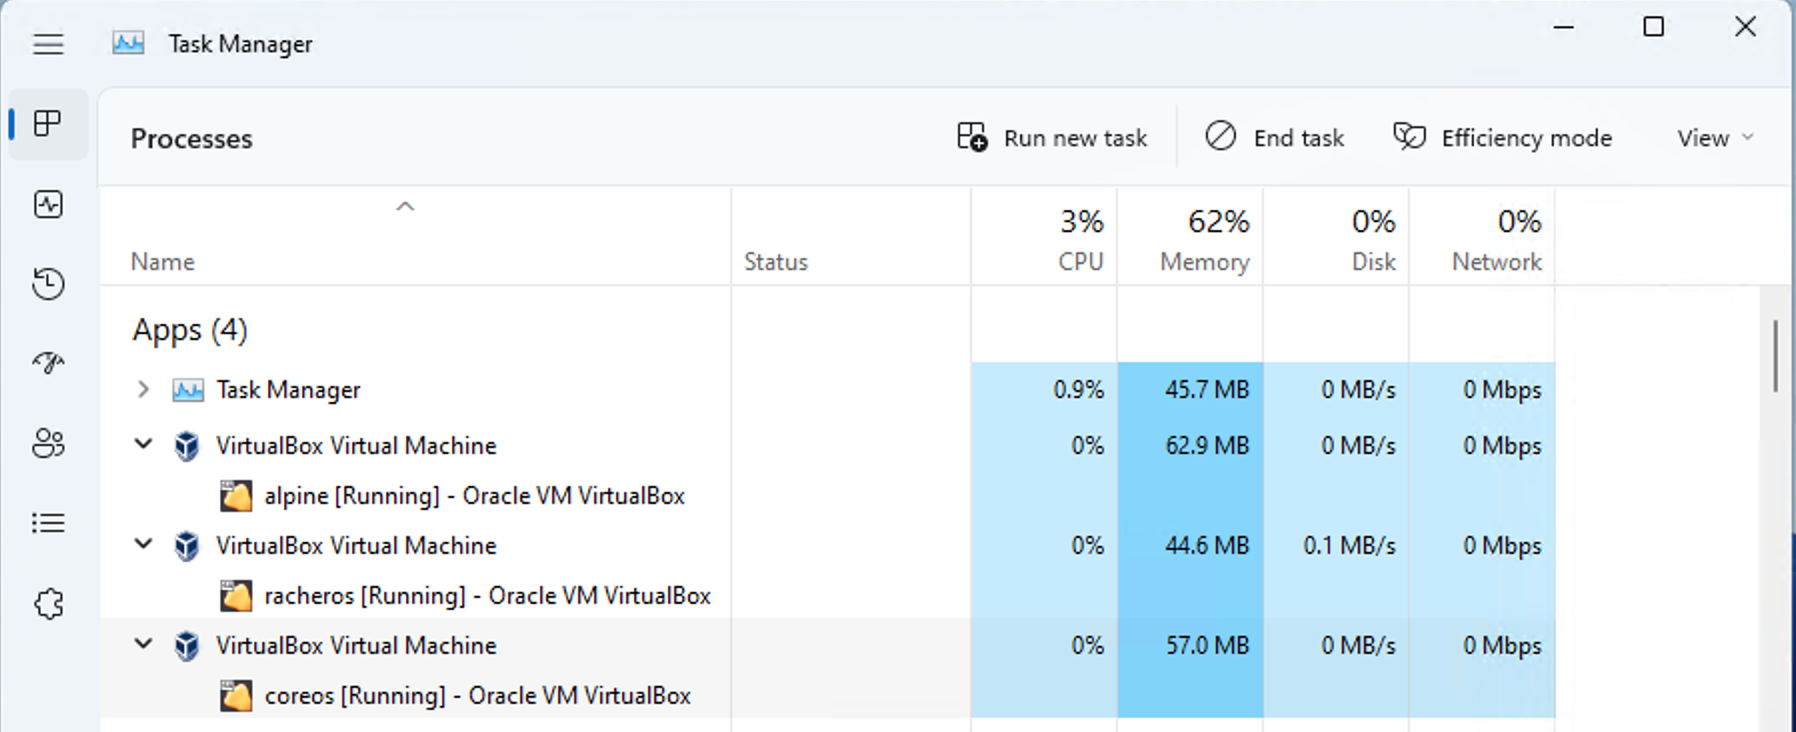 Task Manager
Processes
Run new task
End task
Efficiency mode
View
Name
Status
3%
CPU
62%
Memory
0%
Disk
0%
Network
Apps (4)
Task Manager 0.9% 45.7 MB 0 MB/s 0 Mbps
VirtualBox Virtual Machine 0% 62.9 MB 0 MB/s 0 Mbps
alpine [Running] - Oracle VM VirtualBox
VirtualBox Virtual Machine 0% 44.6 MB 0.1 MB/s 0 Mbps
racheros [Running] - Oracle VM VirtualBox
VirtualBox Virtual Machine 0% 57.0 MB 0 MB/s 0 Mbps
coreos [Running] - Oracle VM VirtualBox